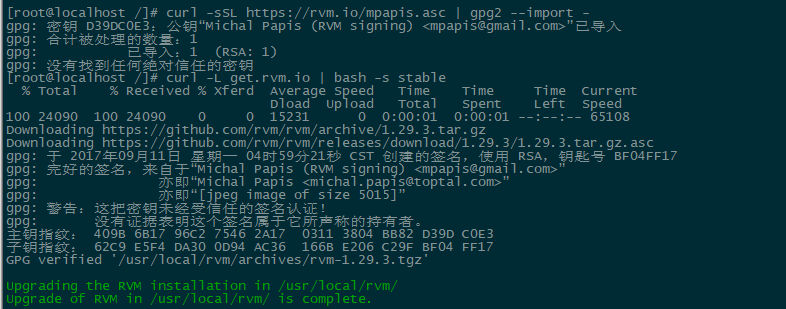 [root@localhost /]# curl -sSL https://rvm.io/mpapis.asc | gpg2 --import -
gpg: 密钥 D39DC0E3：公钥“Michal Papis (RVM signing) <mpapis@gmail.com>”已导入
gpg: 合计被处理的数量：1
gpg:           已导入：1  (RSA: 1)
gpg: 没有找到任何绝对信任的密钥
[root@localhost /]# curl -L get.rvm.io | bash -s stable
  % Total    % Received % Xferd  Average Speed   Time    Time     Time  Current
                                 Dload  Upload   Total   Spent    Left  Speed
100 24090  100 24090    0     0  15231      0  0:00:01  0:00:01 --:--:-- 65108
Downloading https://github.com/rvm/rvm/archive/1.29.3.tar.gz
Downloading https://github.com/rvm/rvm/releases/download/1.29.3/1.29.3.tar.gz.asc
gpg: 于 2017年09月11日 星期一 04时59分21秒 CST 创建的签名，使用 RSA，钥匙号 BF04FF17
gpg: 完好的签名，来自于“Michal Papis (RVM signing) <mpapis@gmail.com>”
gpg:               亦即“Michal Papis <michal.papis@toptal.com>”
gpg:               亦即“[jpeg image of size 5015]”
gpg: 警告：这把密钥未经受信任的签名认证！
gpg:       没有证据表明这个签名属于它所声称的持有者。
主钥指纹： 409B 6B17 96C2 7546 2A17  0311 3804 BB82 D39D C0E3
子钥指纹： 62C9 E5F4 DA30 0D94 AC36  166B E206 C29F BF04 FF17
GPG verified '/usr/local/rvm/archives/rvm-1.29.3.tgz'
Upgrading the RVM installation in /usr/local/rvm/
Upgrade of RVM in /usr/local/rvm/ is complete.